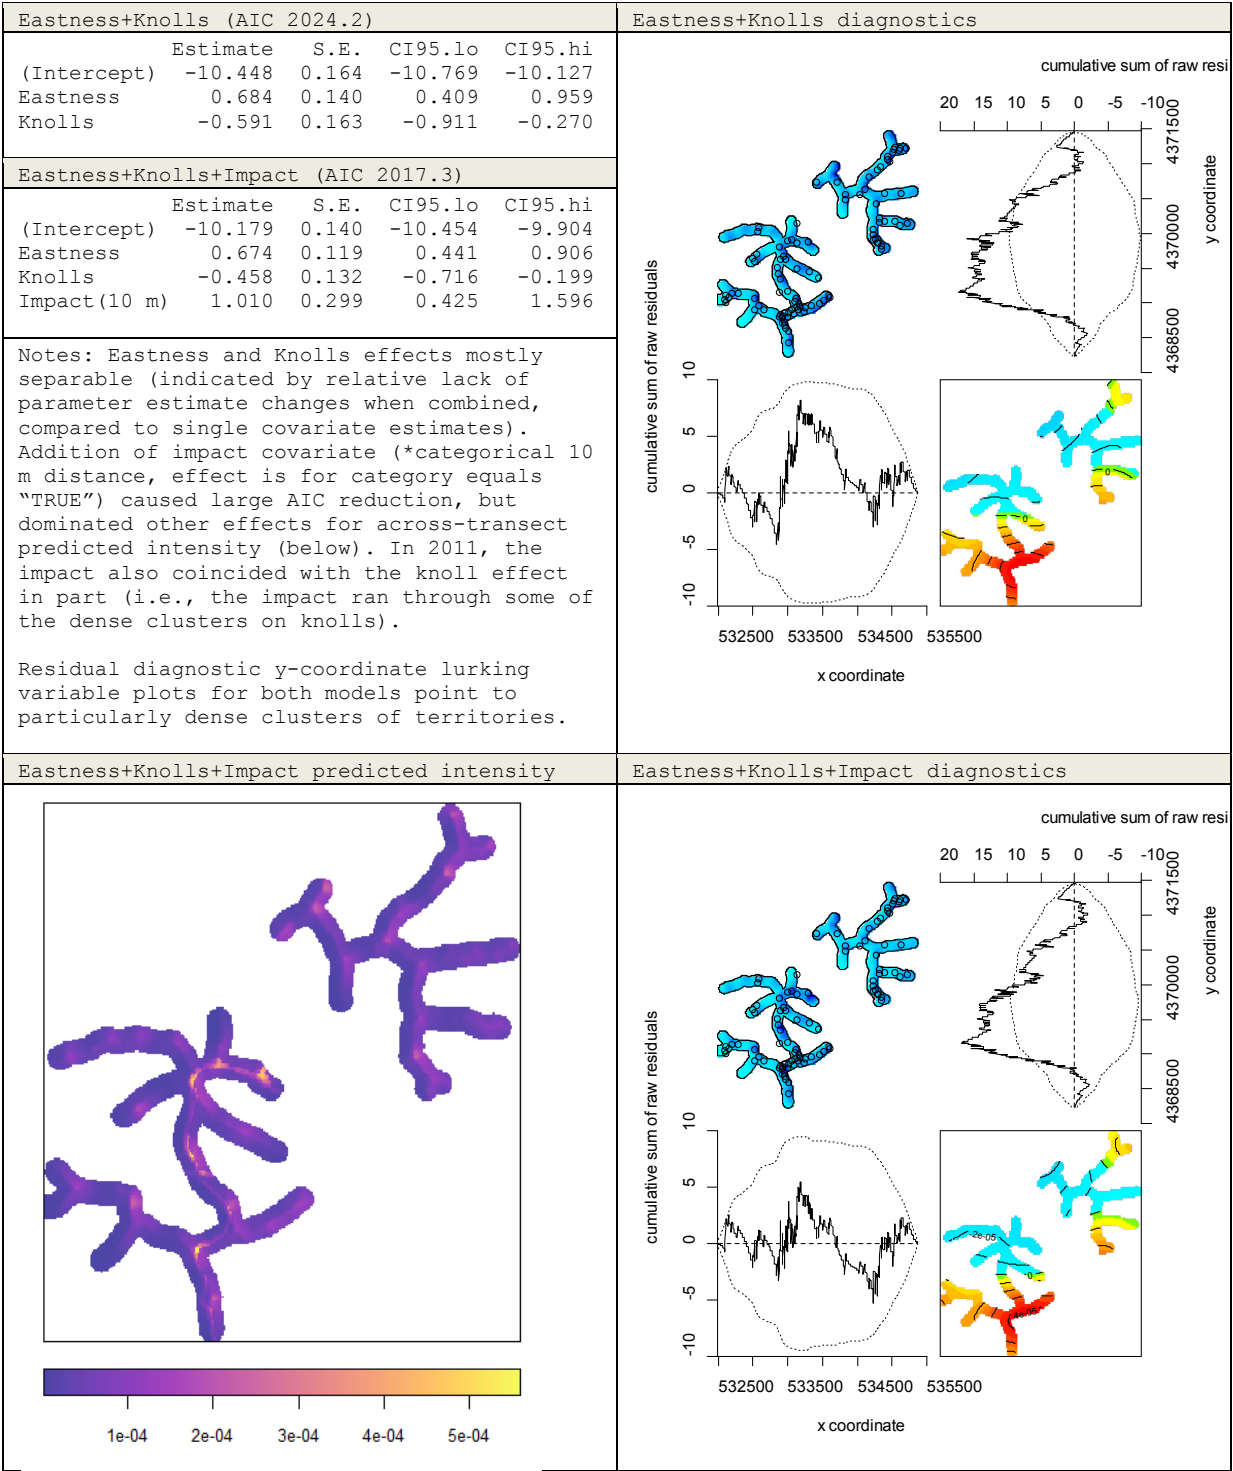 Eastness+Knolls (AIC 2024.2)
Estimate S.E. CI95.lo CI95.hi
(Intercept) -10.448 0.164 -10.769 -10.127
Eastness 0.684 0.140 0.409 0.959
Knolls -0.591 0.163 -0.911 -0.270
Eastness+Knolls+Impact (AIC 2017.3)
Estimate S.E. CI95.lo CI95.hi
(Intercept) -10.179 0.140 -10.454 -9.904
Eastness 0.674 0.119 0.441 0.906
Knolls -0.458 0.132 -0.716 -0.199
Impact(10 m) 1.010 0.299 0.425 1.596
Notes: Eastness and Knolls effects mostly
separable (indicated by relative lack of
parameter estimate changes when combined,
compared to single covariate estimates).
Addition of impact covariate (*categorical 10
m distance, effect is for category equals
“TRUE”) caused large AIC reduction, but
dominated other effects for across-transect
predicted intensity (below). In 2011, the
impact also coincided with the knoll effect
in part (i.e., the impact ran through some of
the dense clusters on knolls).
Residual diagnostic y-coordinate lurking
variable plots for both models point to
particularly dense clusters of territories.
Eastness+Knolls diagnostics
cumulative sum of raw resi
20 15 10 5 0 -5 -10
4371500
4370000
4368500
y coordinate
cumulative sum of raw residuals
10
5
0
-5
-10
532500 533500 534500 535500
x coordinate
0
0
Eastness+Knolls+Impact predicted intensity
1e-04 2e-04 3e-04 4e-04 5e-04
Eastness+Knolls+Impact diagnostics
cumulative sum of raw resi
20 15 10 5 0 -5 -10
4371500
4370000
4368500
y coordinate
cumulative sum of raw residuals
10
5
0
-5
-10
532500 533500 534500 535500
x coordinate
-2e-05
0